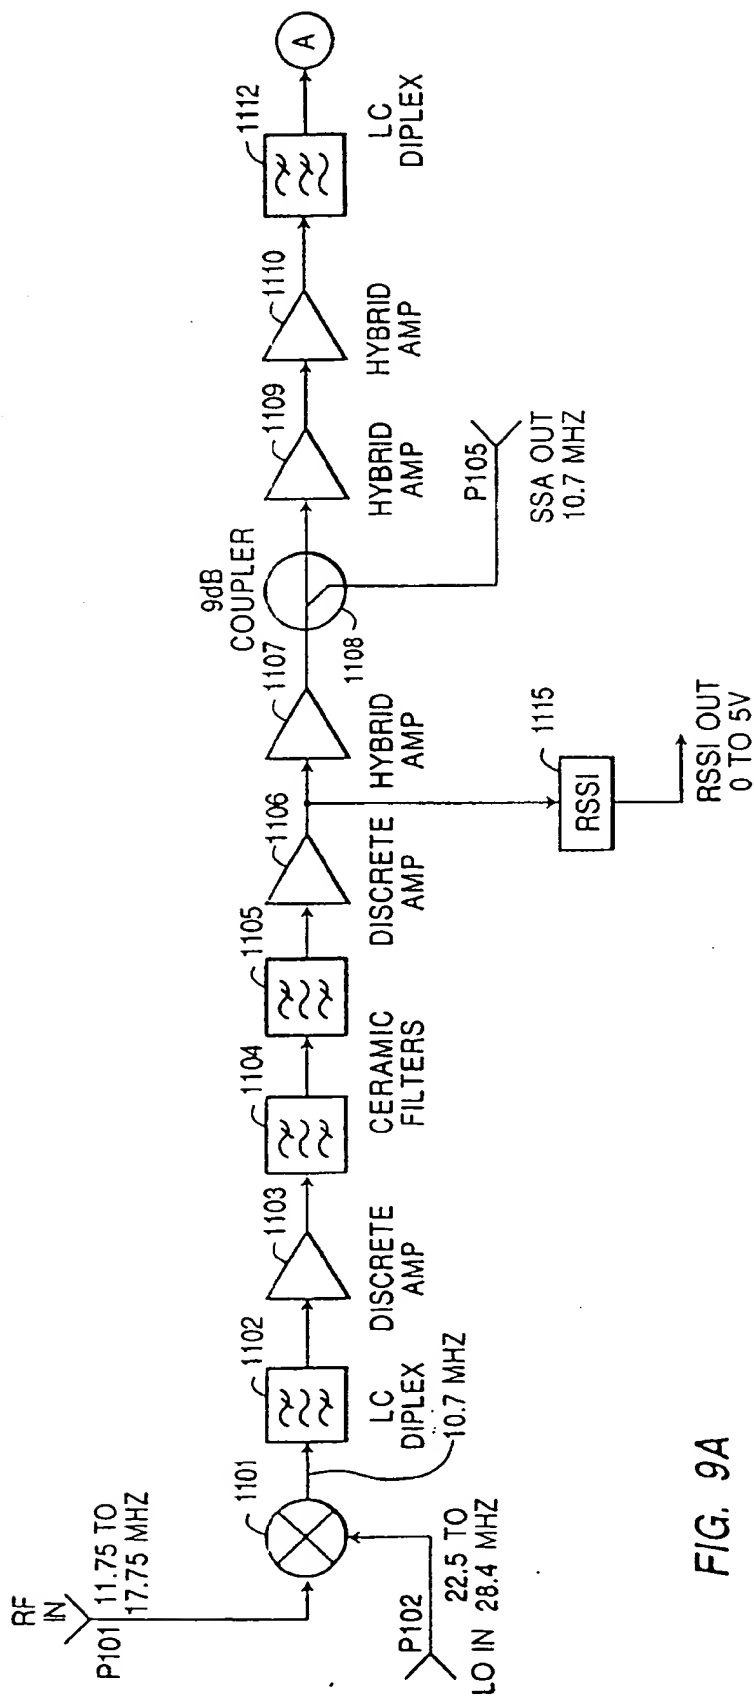 RF
IN
P101
11.75 TO
17.75 MHZ
1101
P102
22.5 TO
LO IN 28.4 MHZ
10.7 MHZ
1102
LC
DIPLEX
1103
DISCRETE
AMP
1104
1105
CERAMIC
FILTERS
1106
DISCRETE
AMP
1107
HYBRID
AMP
1115
RSSI
RSSI OUT
0 TO 5V
9dB
COUPLER
1108
P105
SSA OUT
10.7 MHZ
1109
HYBRID
AMP
1110
HYBRID
AMP
1112
LC
DIPLEX
A
FIG. 9A